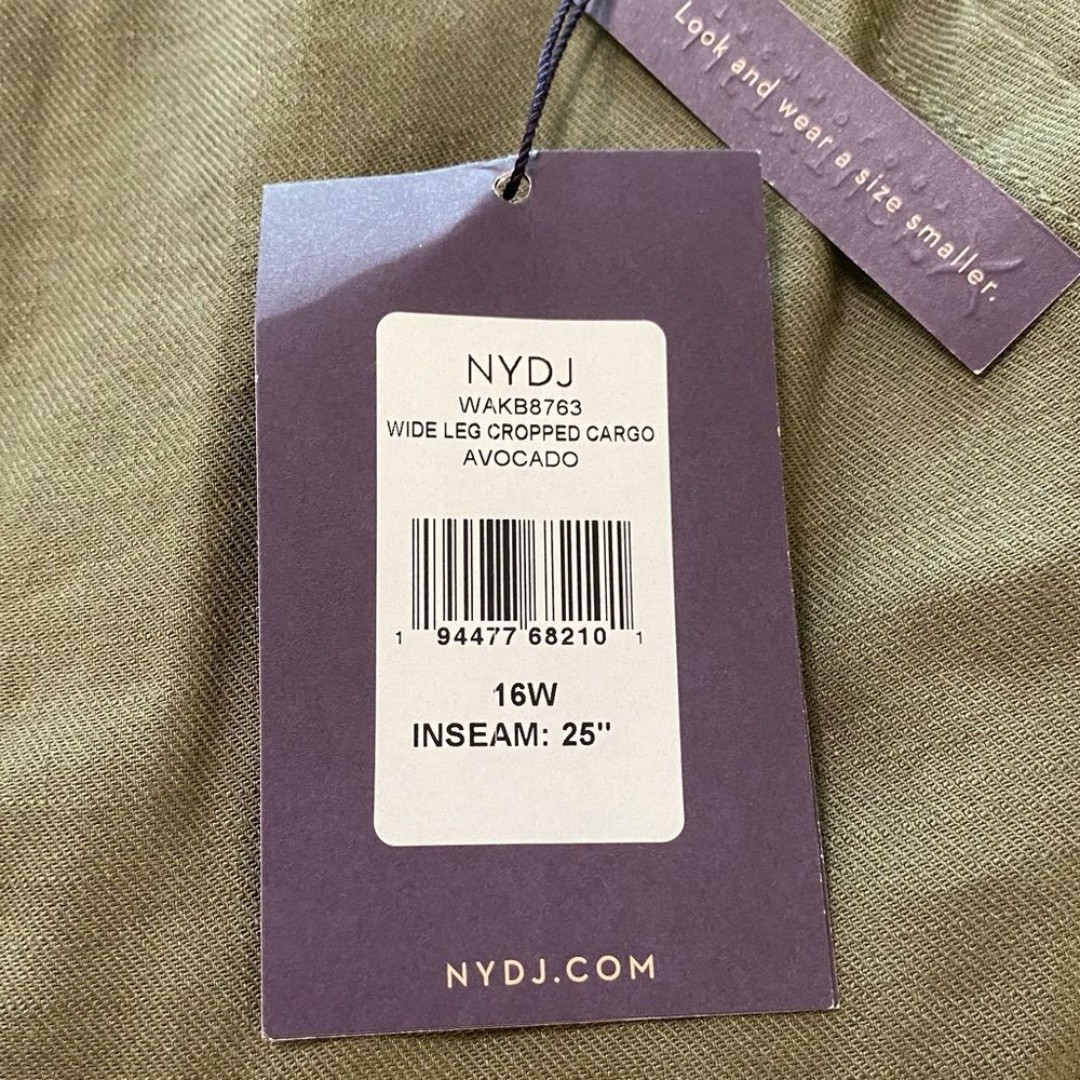 Look and wear a size smaller.
NYDJ
WAKB8763
WIDE LEG CROPPED CARGO
AVOCADO
1 94477 68210 1
16W
INSEAM: 25"
NYDJ.COM